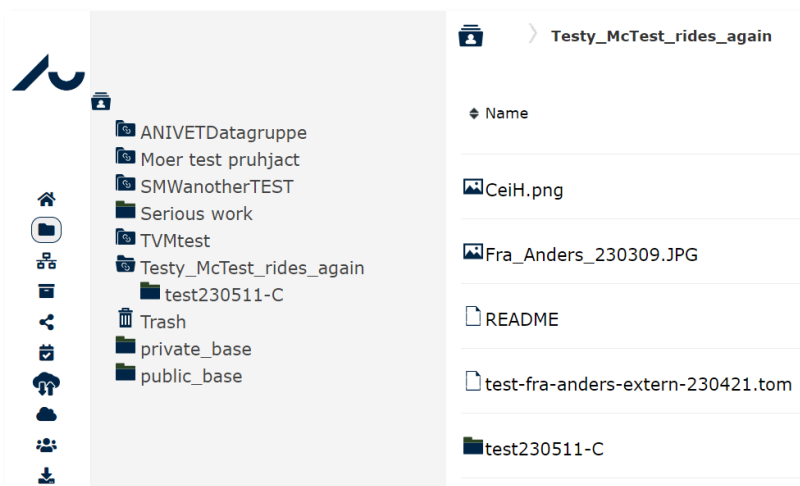 Testy_McTest_rides_again
Name
ANIVETDatagruppe
Moer test pruhjact
SMWanotherTEST
Serious work
TVMtest
Testy_McTest_rides_again
test230511-C
Trash
private_base
public_base
CeiH.png
Fra_Anders_230309.JPG
README
test-fra-anders-extern-230421.tom
test230511-C